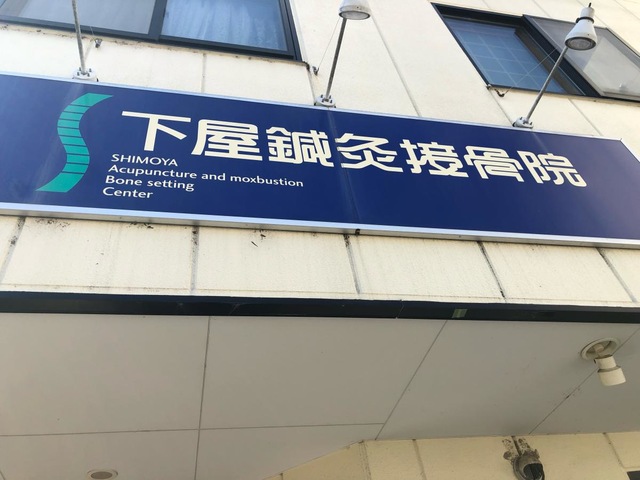 下屋鍼灸接骨院
SHIMOYA
Acupuncture and moxbustion
Bone setting
Center